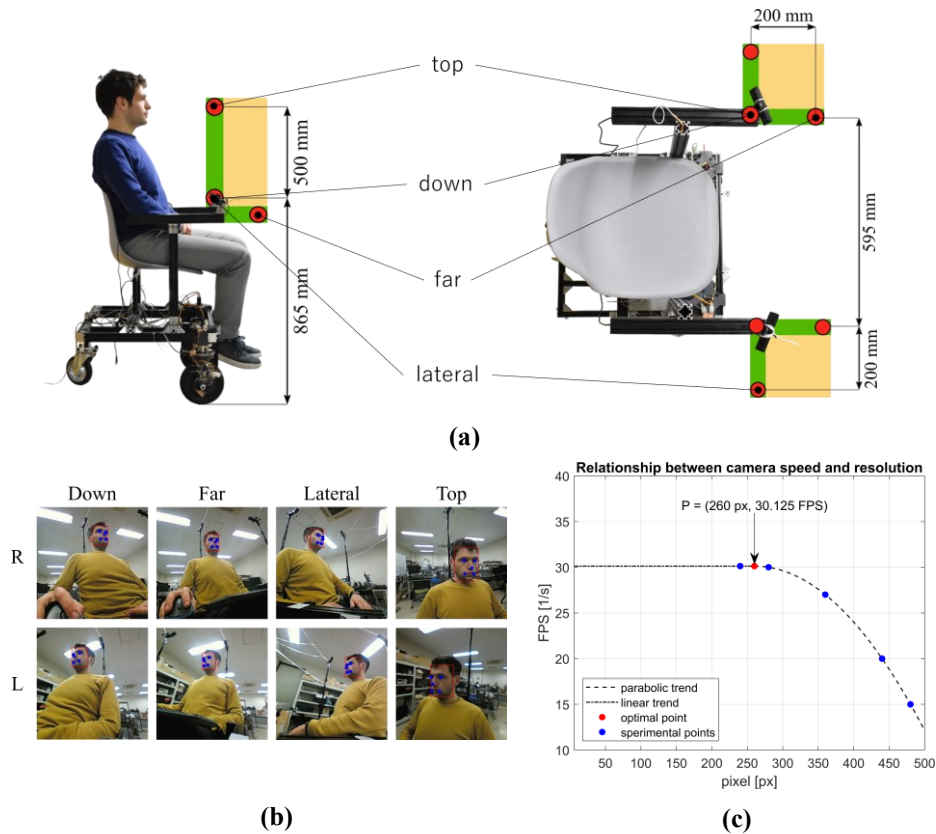 200 mm
top
500 mm
down
595 mm
far
865 mm
lateral
200 mm
(a)
Down Far Lateral Top
R
L
(b)
Relationship between camera speed and resolution
P = (260 px, 30.125 FPS)
FPS [1/s]
40
35
30
25
20
15
10
parabolic trend
linear trend
optimal point
sperimental points
50 100 150 200 250 300 350 400 450 500
pixel [px]
(c)